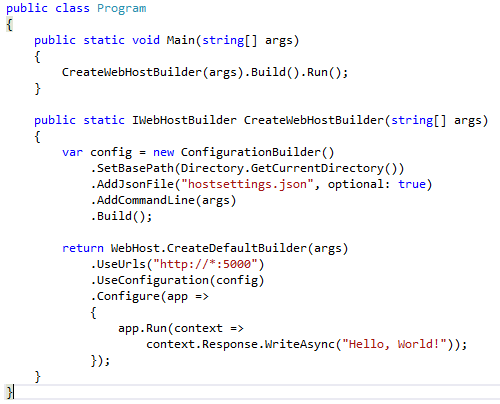 public class Program
{
    public static void Main(string[] args)
    {
        CreateWebHostBuilder(args).Build().Run();
    }

    public static IWebHostBuilder CreateWebHostBuilder(string[] args)
    {
        var config = new ConfigurationBuilder()
            .SetBasePath(Directory.GetCurrentDirectory())
            .AddJsonFile("hostsettings.json", optional: true)
            .AddCommandLine(args)
            .Build();

        return WebHost.CreateDefaultBuilder(args)
            .UseUrls("http://*:5000")
            .UseConfiguration(config)
            .Configure(app =>
            {
                app.Run(context =>
                    context.Response.WriteAsync("Hello, World!"));
            });
    }
}